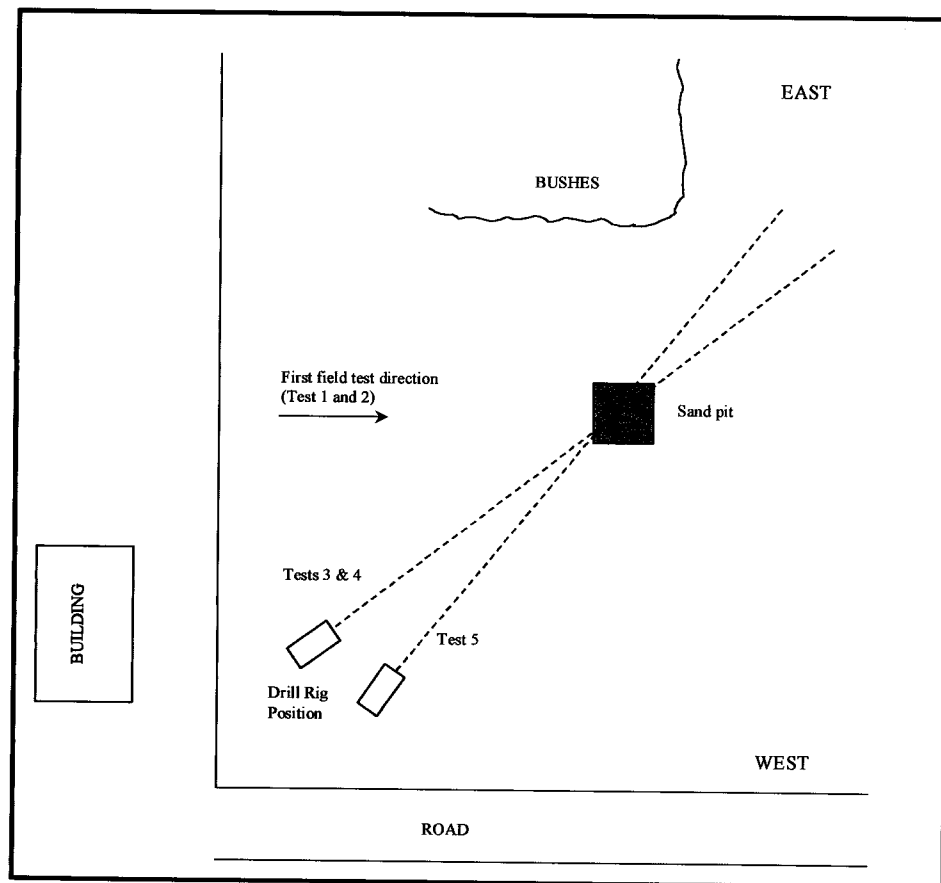 EAST
BUSHES
First field test direction
(Test 1 and 2)
Sand pit
Tests 3 & 4
BUILDING
Test 5
Drill Rig
Position
WEST
ROAD